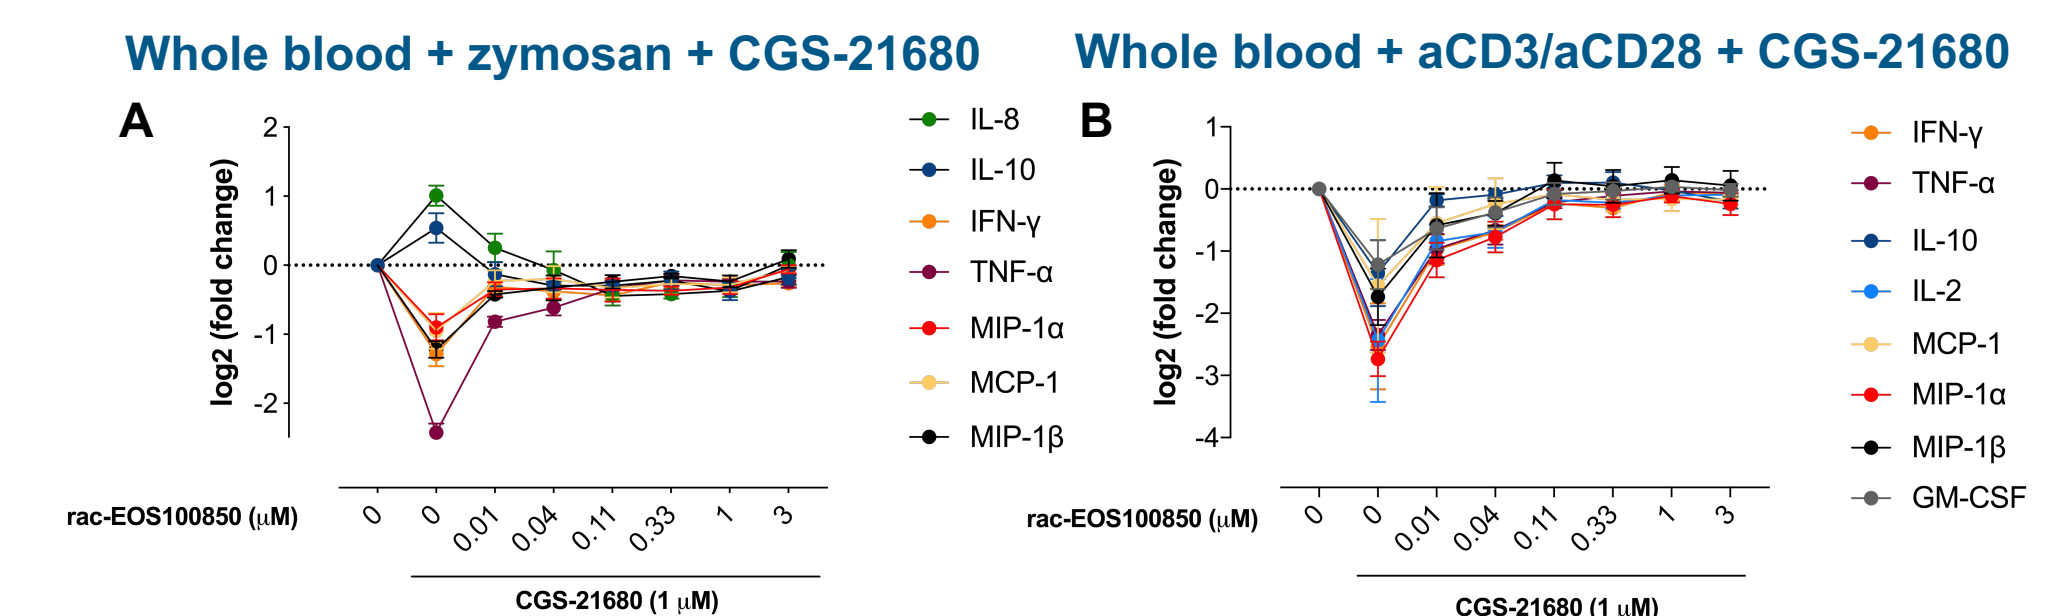 Whole blood + zymosan + CGS-21680
A
log2 (fold change)
2
1
0
-1
-2
rac-EOS100850 (μM)
0
0
0.01
0.04
0.11
0.33
1
3
CGS-21680 (1 μM)
IL-8
IL-10
IFN-γ
TNF-α
MIP-1α
MCP-1
MIP-1β
Whole blood + aCD3/aCD28 + CGS-21680
B
log2 (fold change)
1
0
-1
-2
-3
-4
rac-EOS100850 (μM)
0
0
0.01
0.04
0.11
0.33
1
3
CGS-21680 (1 μM)
IFN-γ
TNF-α
IL-10
IL-2
MCP-1
MIP-1α
MIP-1β
GM-CSF